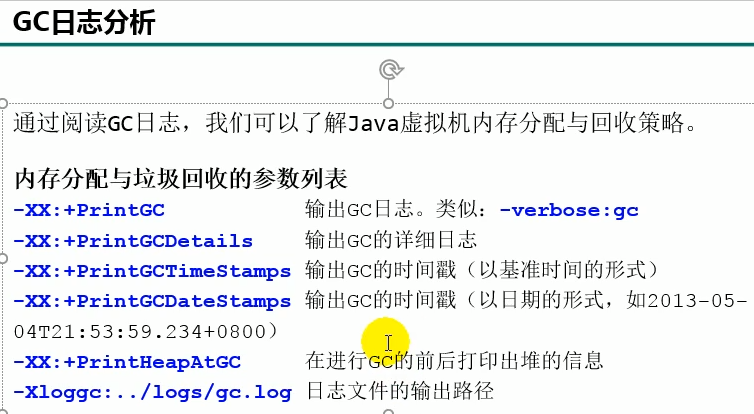 GC日志分析
通过阅读GC日志，我们可以了解Java虚拟机内存分配与回收策略。
内存分配与垃圾回收的参数列表
-XX:+PrintGC 输出GC日志。类似：-verbose:gc
-XX:+PrintGCDetails 输出GC的详细日志
-XX:+PrintGCTimeStamps 输出GC的时间戳（以基准时间的形式）
-XX:+PrintGCDateStamps 输出GC的时间戳（以日期的形式，如2013-05-
04T21:53:59.234+0800）
-XX:+PrintHeapAtGC 在进行GC的前后打印出堆的信息
-Xloggc:../logs/gc.log 日志文件的输出路径